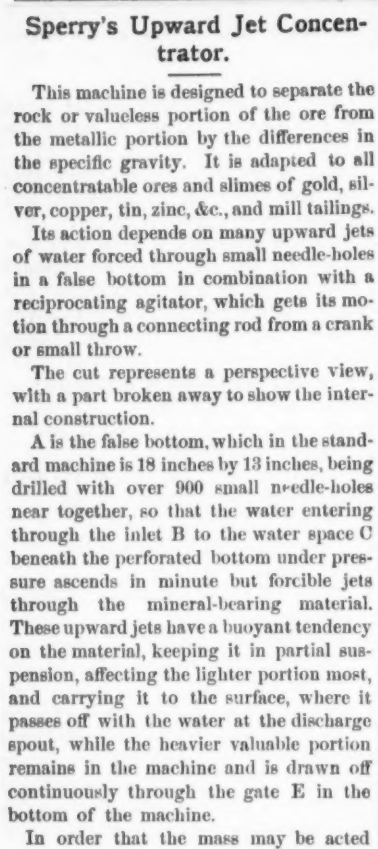 Sperry's Upward Jet Concen-
trator.
This machine is designed to separate the
rock or valueless portion of the ore from
the metallic portion by the differences in
the specific gravity. It is adapted to all
concentratable ores and slimes of gold, sil-
ver, copper, tin, zinc, &c., and mill tailings.
Its action depends on many upward jets
of water forced through small needle-holes
in a false bottom in combination with a
reciprocating agitator, which gets its mo-
tion through a connecting rod from a crank
or small throw.
The cut represents a perspective view,
with a part broken away to show the inter-
nal construction.
A is the false bottom, which in the stand-
ard machine is 18 inches by 13 inches, being
drilled with over 900 small needle-holes
near together, so that the water entering
through the inlet B to the water space C
beneath the perforated bottom under pres-
sure ascends in minute but forcible jets
through the mineral-bearing material.
These upward jets have a buoyant tendency
on the material, keeping it in partial sus-
pension, affecting the lighter portion most,
and carrying it to the surface, where it
passes off with the water at the discharge
spout, while the heavier valuable portion
remains in the machine and is drawn off
continuously through the gate E in the
bottom of the machine.
In order that the mass may be acted